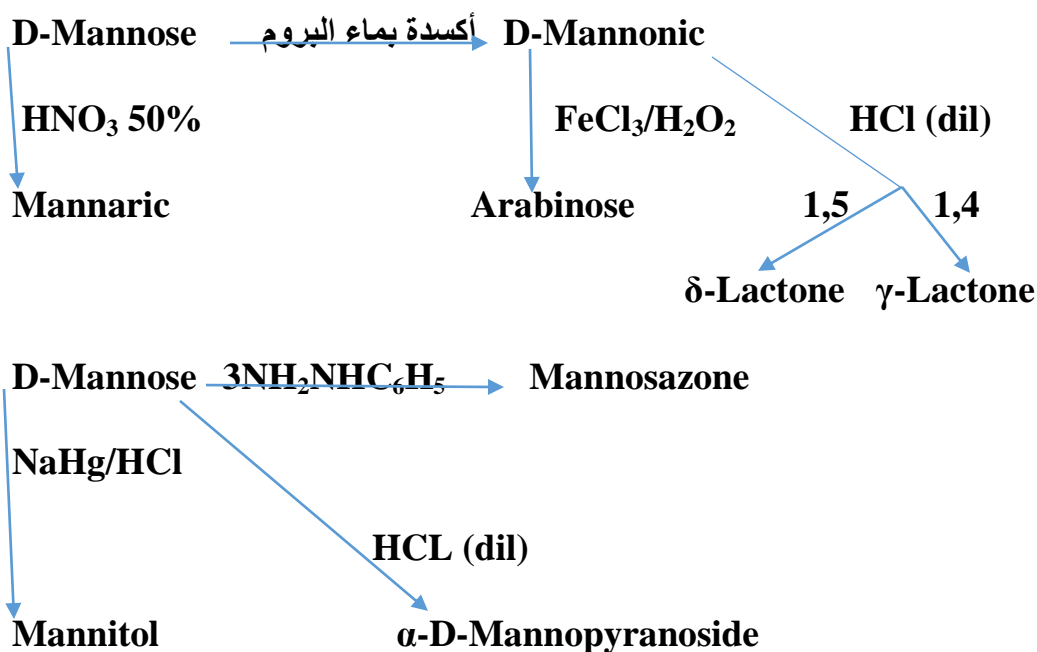 D-Mannose أكسدة بماء البروم D-Mannonic
HNO₃ 50% FeCl₃/H₂O₂ HCl (dil)
Mannaric Arabinose 1,5 1,4
δ-Lactone γ-Lactone
D-Mannose 3NH₂NHC₆H₅ Mannosazone
NaHg/HCl
HCL (dil)
Mannitol α-D-Mannopyranoside